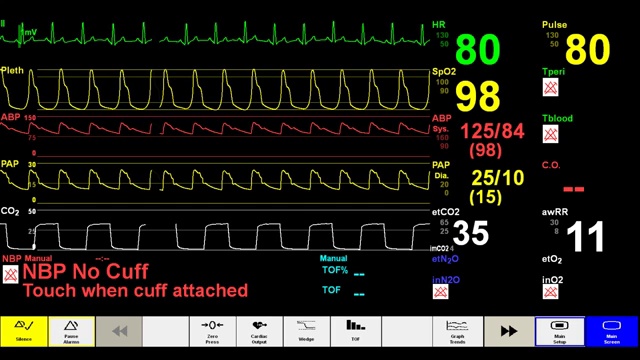 II
1mV
HR
130
50
80
Pulse
130
50
80
Pleth
SpO2
100
90
98
Tperi
ABP
150
75
0
ABP
Sys.
160
90
125/84
(98)
Tblood
PAP
30
15
0
PAP
Dia.
20
0
25/10
(15)
C.O.
--
CO2
50
25
0
etCO2
65
25
35
imCO2 4
awRR
30
8
11
NBP Manual
--:--
NBP No Cuff
Touch when cuff attached
Manual
TOF% --
TOF --
etN2O
inN2O
etO2
inO2
Silence
Pause
Alarms
Zero
Press
Cardiac
Output
Wedge
TOF
Graph
Trends
Main
Setup
Main
Screen